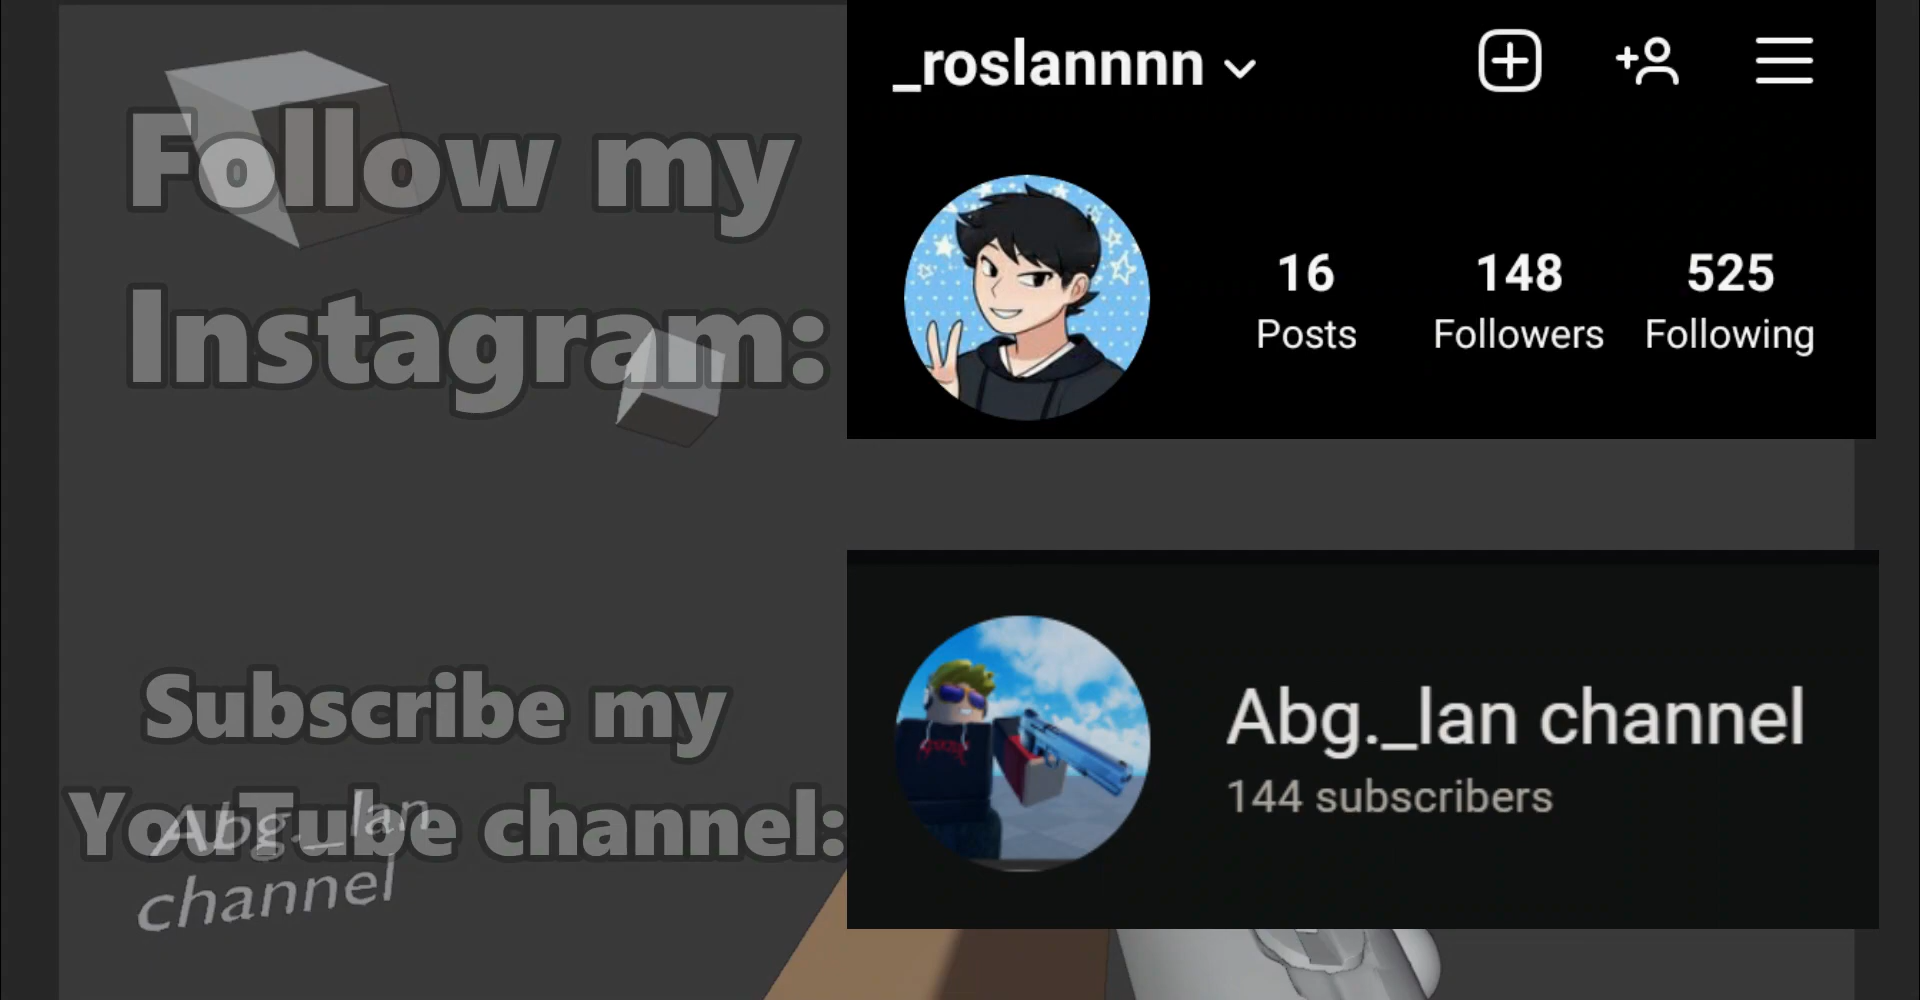 Follow my
Instagram:
_roslannnn
16
Posts
148
Followers
525
Following
Subscribe my
YouTube channel:
Abg._lan
channel
Abg._lan channel
144 subscribers